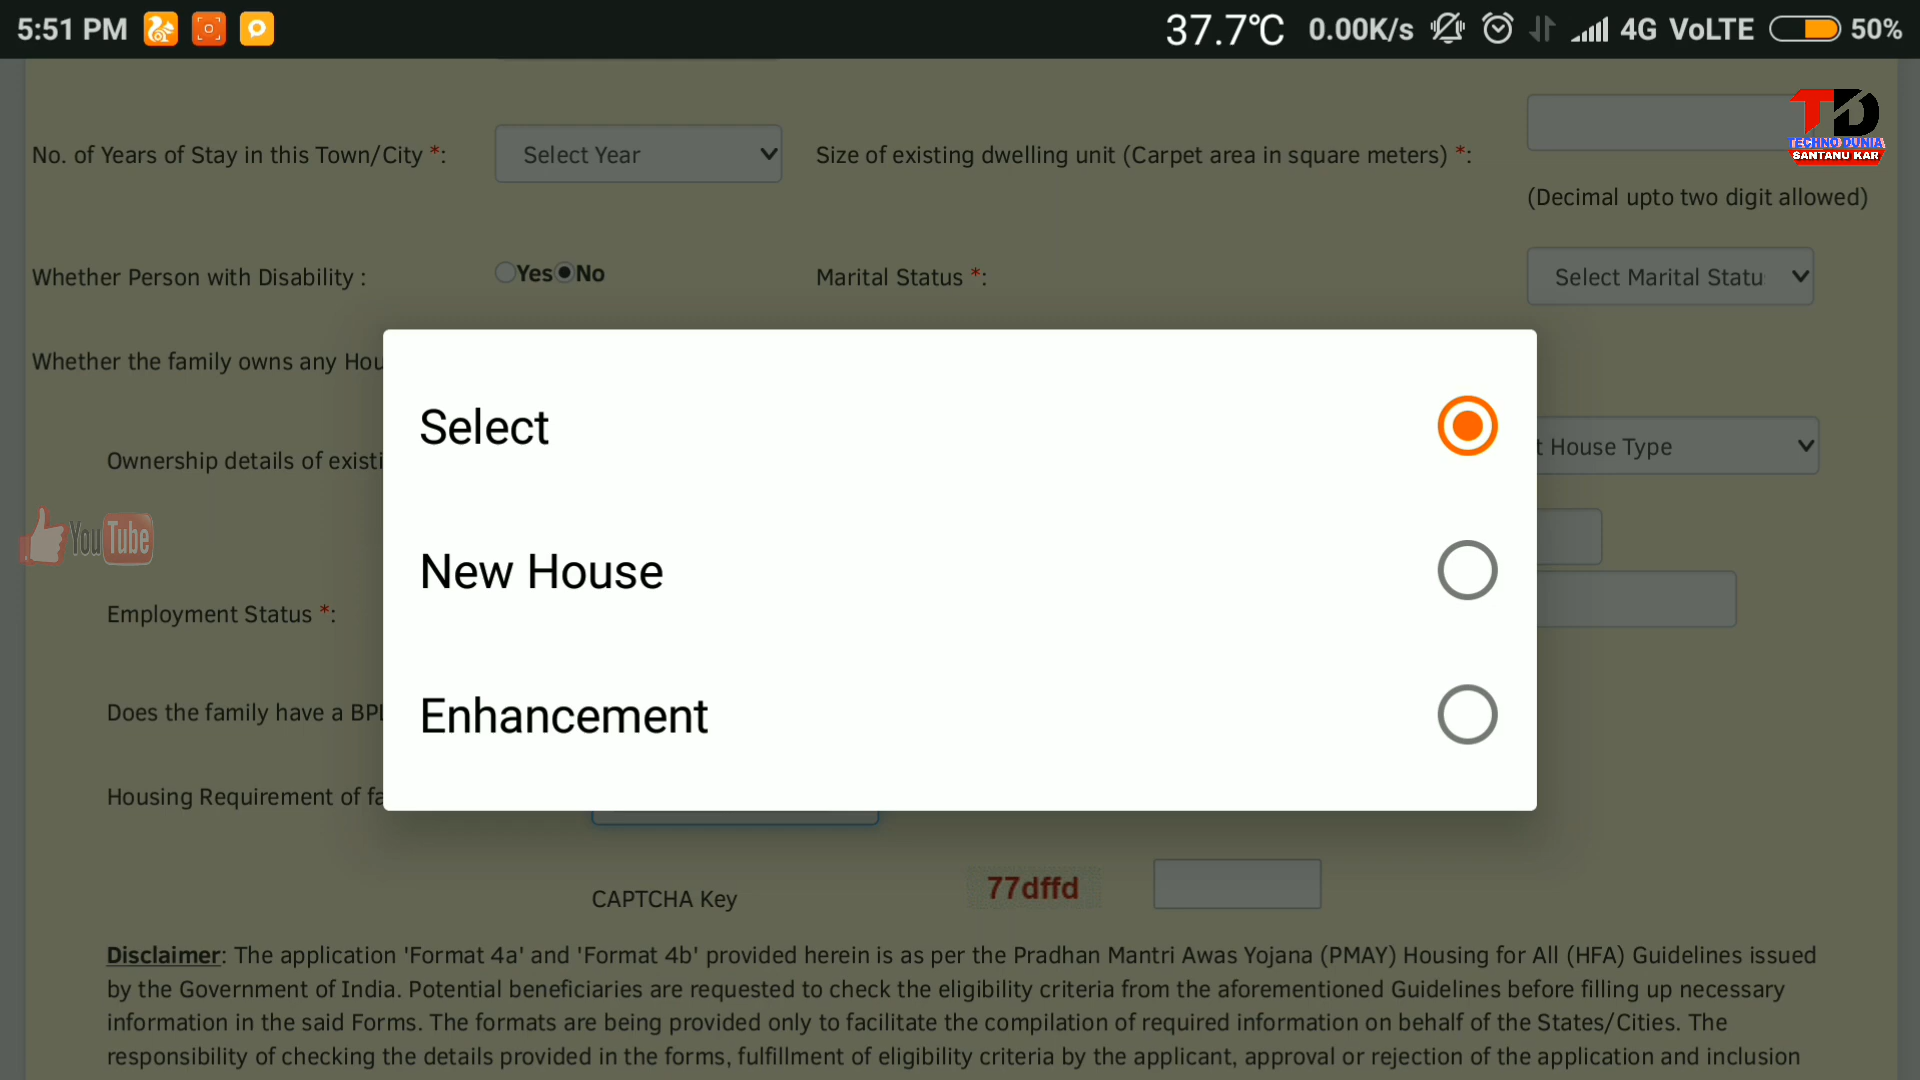 5:51 PM
37.7℃ 0.00K/s 4G VoLTE 50%
No. of Years of Stay in this Town/City *: Select Year Size of existing dwelling unit (Carpet area in square meters) *:
TD
TECHNO DUNIA
SANTANU KAR
(Decimal upto two digit allowed)
Whether Person with Disability : Yes No Marital Status *: Select Marital Statu
Whether the family owns any Hou
Select
Ownership details of existi t House Type
YouTube
New House
Employment Status *:
Does the family have a BPL
Enhancement
Housing Requirement of fa
CAPTCHA Key 77dffd
Disclaimer: The application 'Format 4a' and 'Format 4b' provided herein is as per the Pradhan Mantri Awas Yojana (PMAY) Housing for All (HFA) Guidelines issued
by the Government of India. Potential beneficiaries are requested to check the eligibility criteria from the aforementioned Guidelines before filling up necessary
information in the said Forms. The formats are being provided only to facilitate the compilation of required information on behalf of the States/Cities. The
responsibility of checking the details provided in the forms, fulfillment of eligibility criteria by the applicant, approval or rejection of the application and inclusion